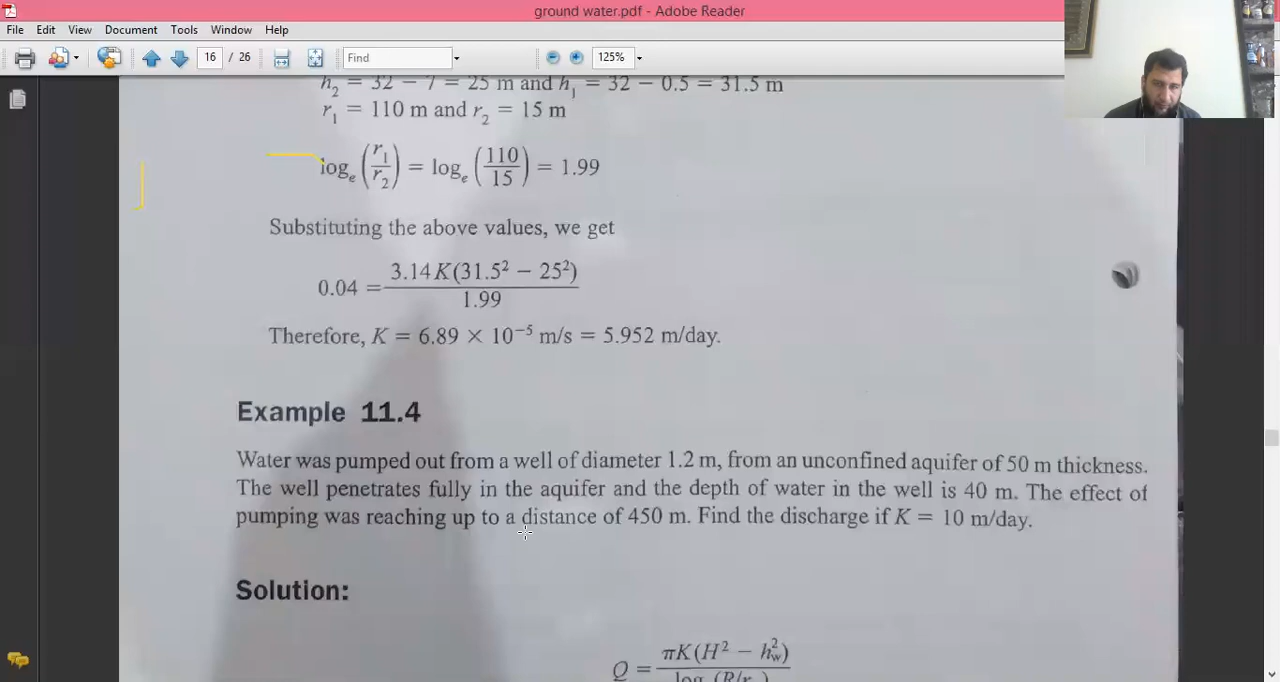 ground water.pdf - Adobe Reader
File Edit View Document Tools Window Help
16 / 26 Find 125%
h₂ = 32 − 7 = 25 m and h₁ = 32 − 0.5 = 31.5 m
r₁ = 110 m and r₂ = 15 m
logₑ (r₁/r₂) = logₑ (110/15) = 1.99
Substituting the above values, we get
0.04 = 3.14 K(31.5² − 25²) / 1.99
Therefore, K = 6.89 × 10⁻⁵ m/s = 5.952 m/day.
Example 11.4
Water was pumped out from a well of diameter 1.2 m, from an unconfined aquifer of 50 m thickness.
The well penetrates fully in the aquifer and the depth of water in the well is 40 m. The effect of
pumping was reaching up to a distance of 450 m. Find the discharge if K = 10 m/day.
Solution:
Q = πK(H² − h_w²) / log (R/r